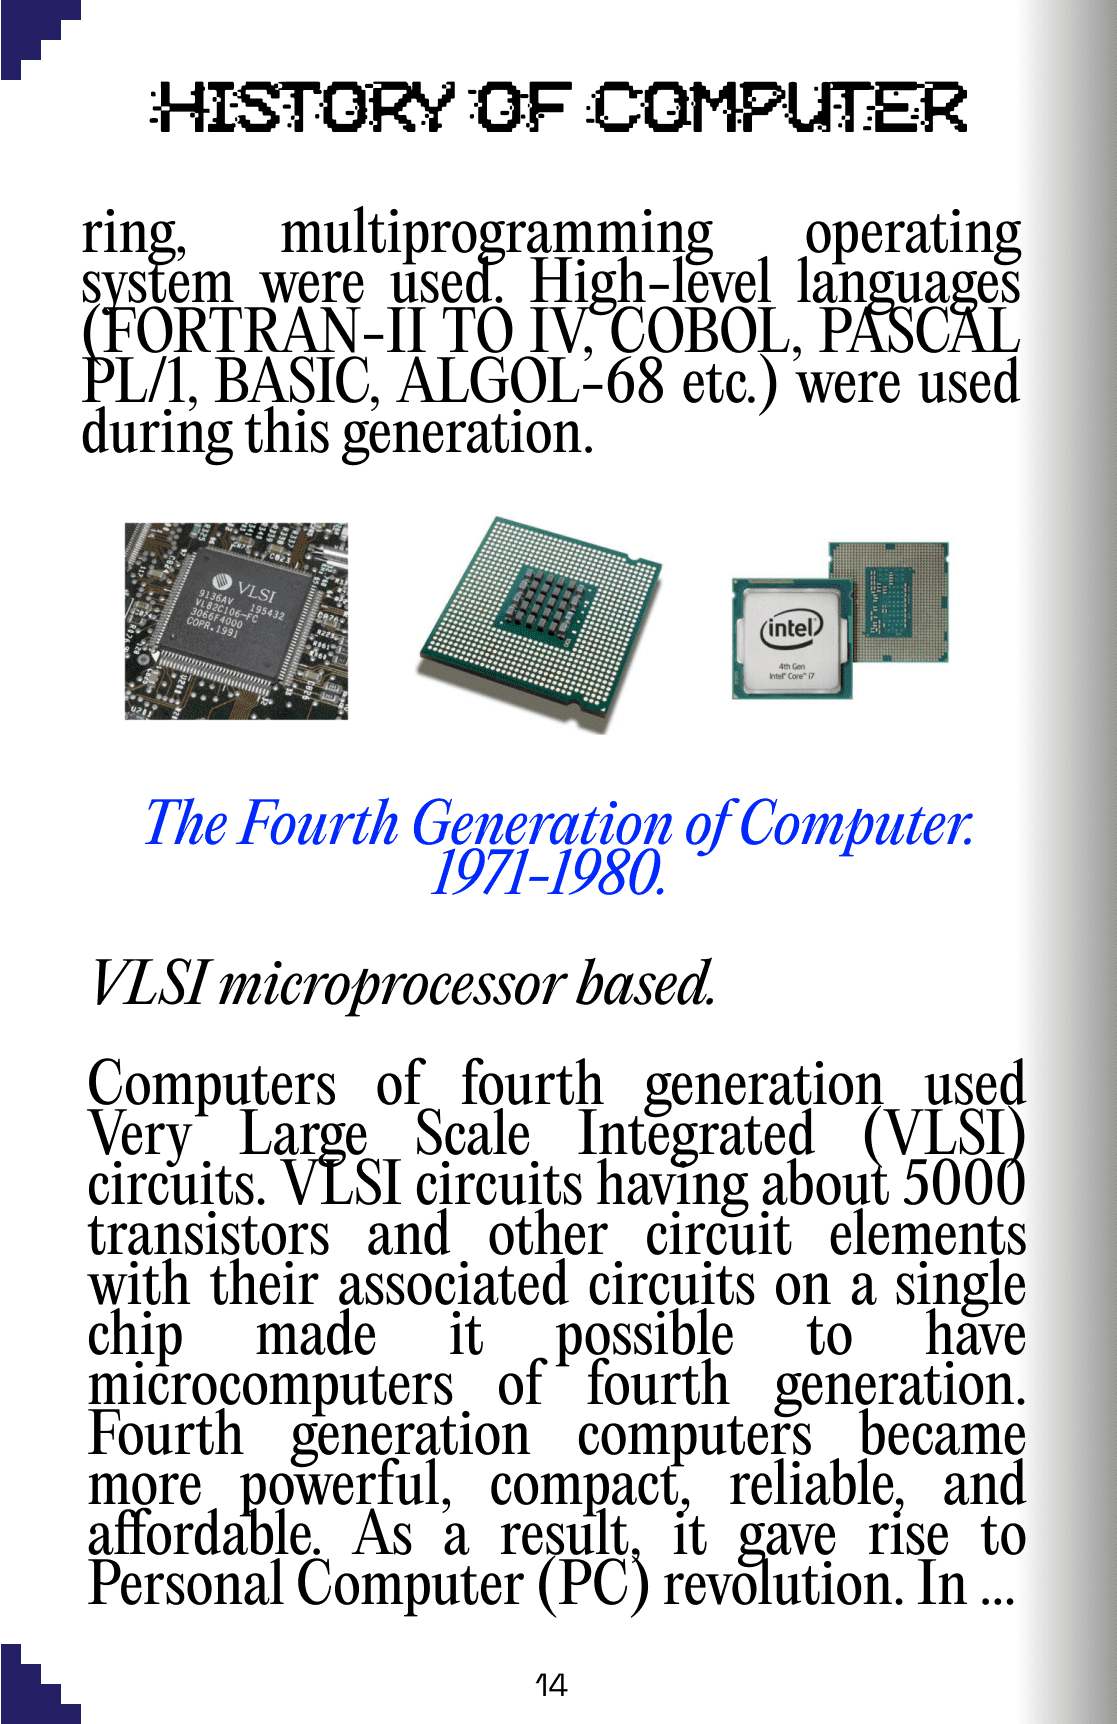 HISTORY OF COMPUTER
ring, multiprogramming operating
system were used. High-level languages
(FORTRAN-II TO IV, COBOL, PASCAL
PL/1, BASIC, ALGOL-68 etc.) were used
during this generation.
VLSI
9136AV 195432
VL82C106-FC
3066F4000
COPR.1991
intel
4th Gen
Intel® Core™ i7
The Fourth Generation of Computer.
1971-1980.
VLSI microprocessor based.
Computers of fourth generation used
Very Large Scale Integrated (VLSI)
circuits. VLSI circuits having about 5000
transistors and other circuit elements
with their associated circuits on a single
chip made it possible to have
microcomputers of fourth generation.
Fourth generation computers became
more powerful, compact, reliable, and
affordable. As a result, it gave rise to
Personal Computer (PC) revolution. In ...
14